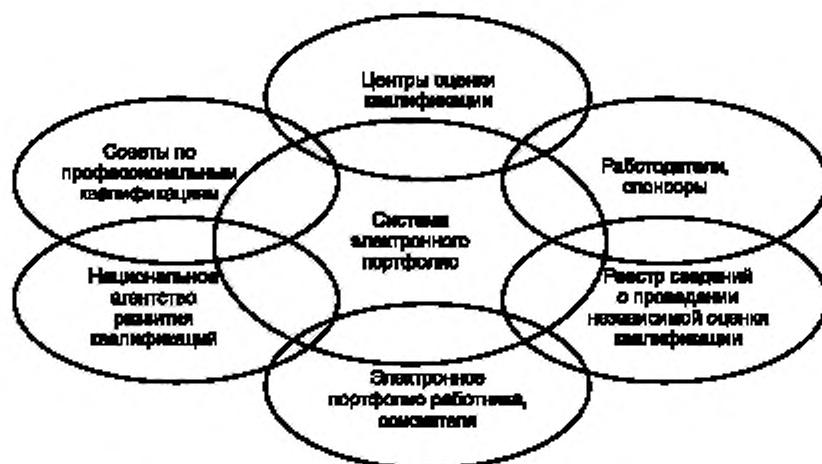 Центры оценки
квалификации
Советы по
профессиональным
квалификациям
Работодатели,
спонсоры
Система
электронного
портфолио
Национальное
агентство
развития
квалификаций
Реестр сведений
о проведении
независимой оценки
квалификации
Электронное
портфолио работника,
соискателя